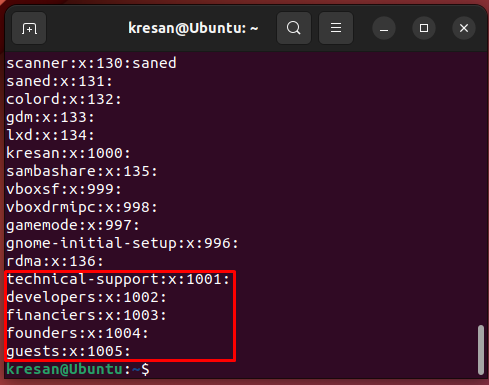 kresan@Ubuntu: ~
scanner:x:130:saned
saned:x:131:
colord:x:132:
gdm:x:133:
lxd:x:134:
kresan:x:1000:
sambashare:x:135:
vboxsf:x:999:
vboxdrmipc:x:998:
gamemode:x:997:
gnome-initial-setup:x:996:
rdma:x:136:
technical-support:x:1001:
developers:x:1002:
financiers:x:1003:
founders:x:1004:
guests:x:1005:
kresan@Ubuntu:~$